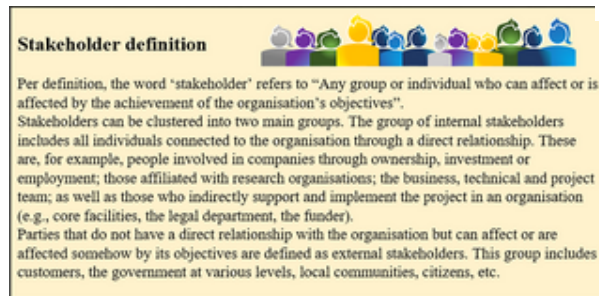 Stakeholder definition
Per definition, the word ‘stakeholder’ refers to “Any group or individual who can affect or is
affected by the achievement of the organisation’s objectives”.
Stakeholders can be clustered into two main groups. The group of internal stakeholders
includes all individuals connected to the organisation through a direct relationship. These
are, for example, people involved in companies through ownership, investment or
employment; those affiliated with research organisations; the business, technical and project
team; as well as those who indirectly support and implement the project in an organisation
(e.g., core facilities, the legal department, the funder).
Parties that do not have a direct relationship with the organisation but can affect or are
affected somehow by its objectives are defined as external stakeholders. This group includes
customers, the government at various levels, local communities, citizens, etc.